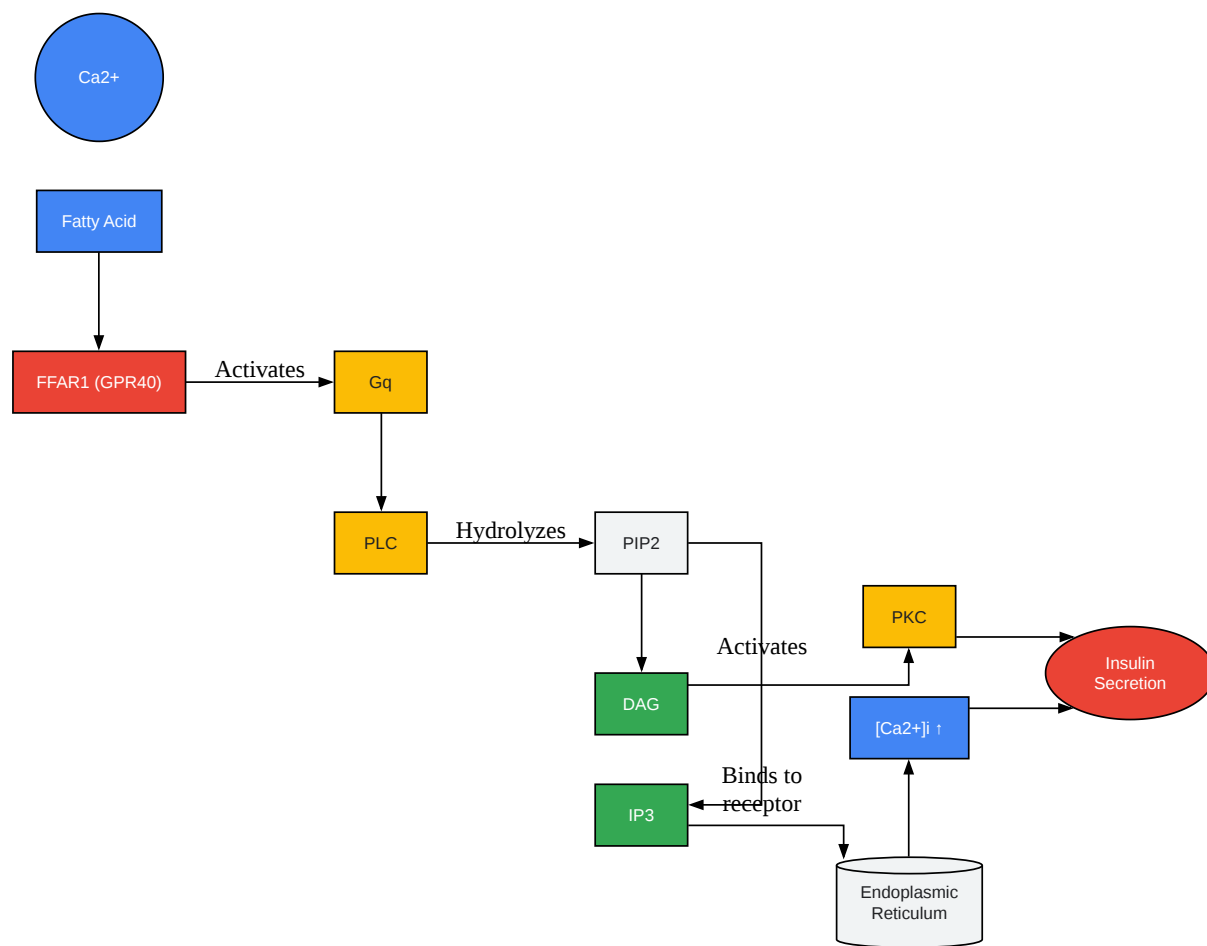 Ca2+
Fatty Acid
FFAR1 (GPR40)
Activates
Gq
PLC
Hydrolyzes
PIP2
PKC
Activates
Insulin
Secretion
DAG
[Ca2+]i ↑
Binds to
receptor
IP3
Endoplasmic
Reticulum